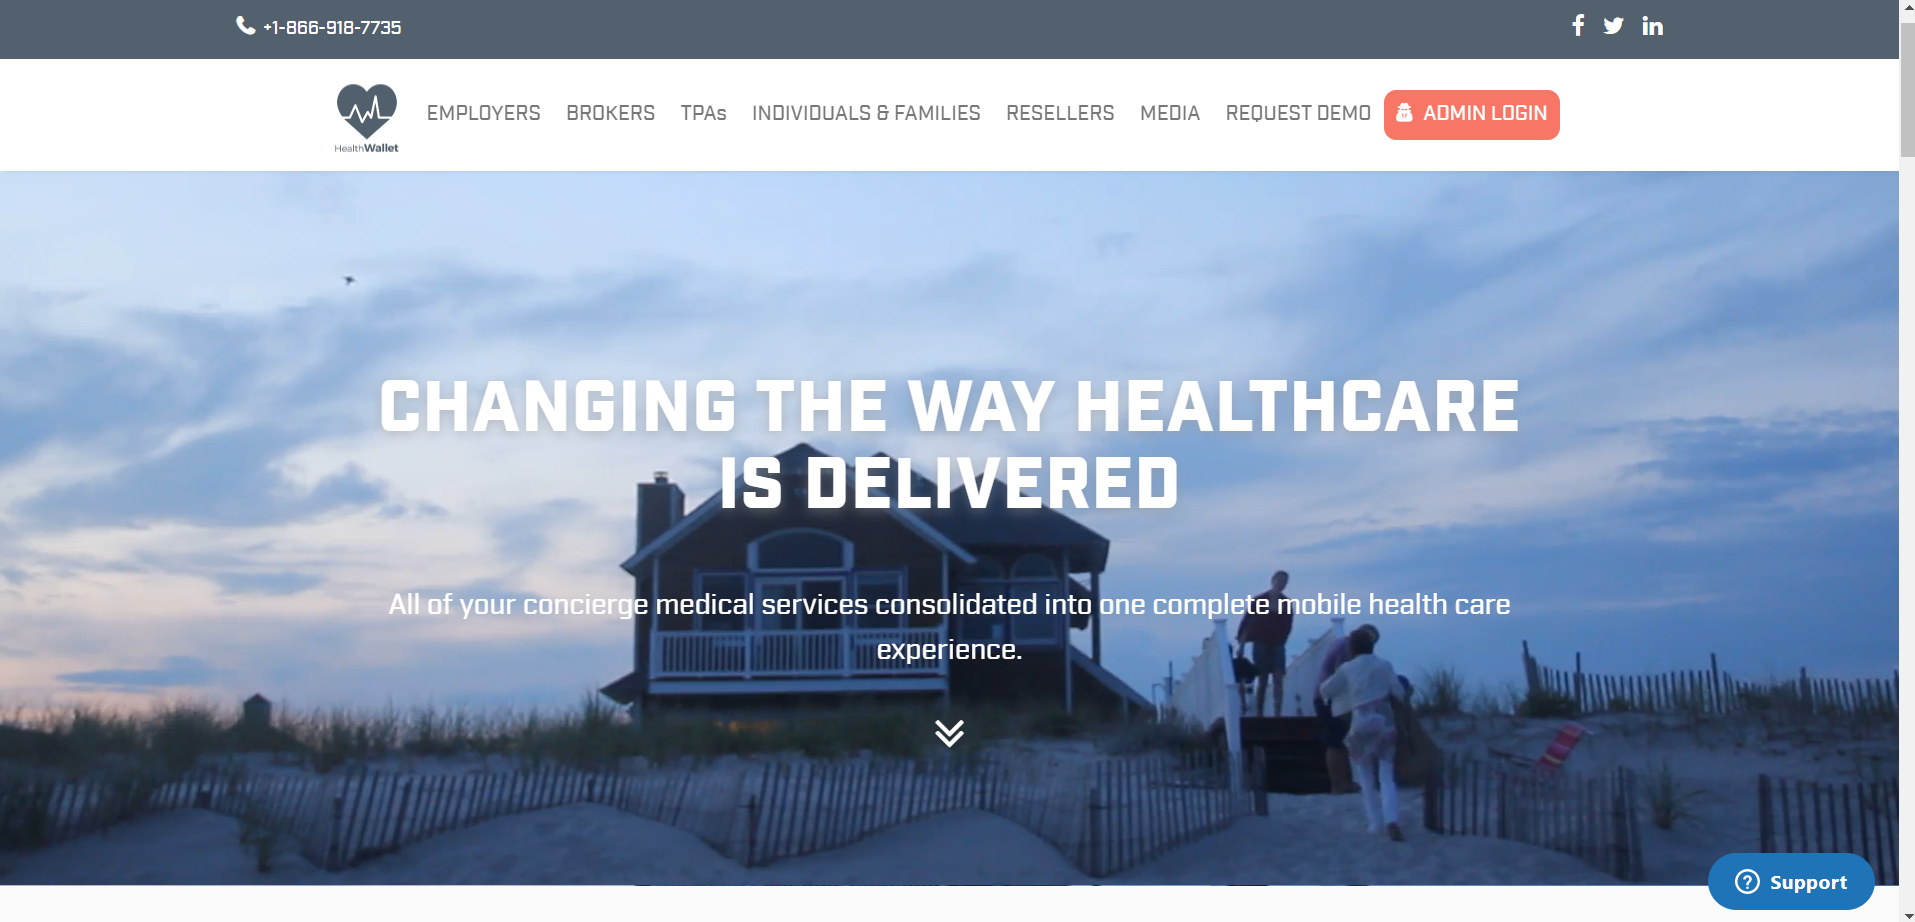 +1-866-918-7735
HealthWallet
EMPLOYERS BROKERS TPAs INDIVIDUALS & FAMILIES RESELLERS MEDIA REQUEST DEMO ADMIN LOGIN
CHANGING THE WAY HEALTHCARE
IS DELIVERED
All of your concierge medical services consolidated into one complete mobile health care
experience.
Support